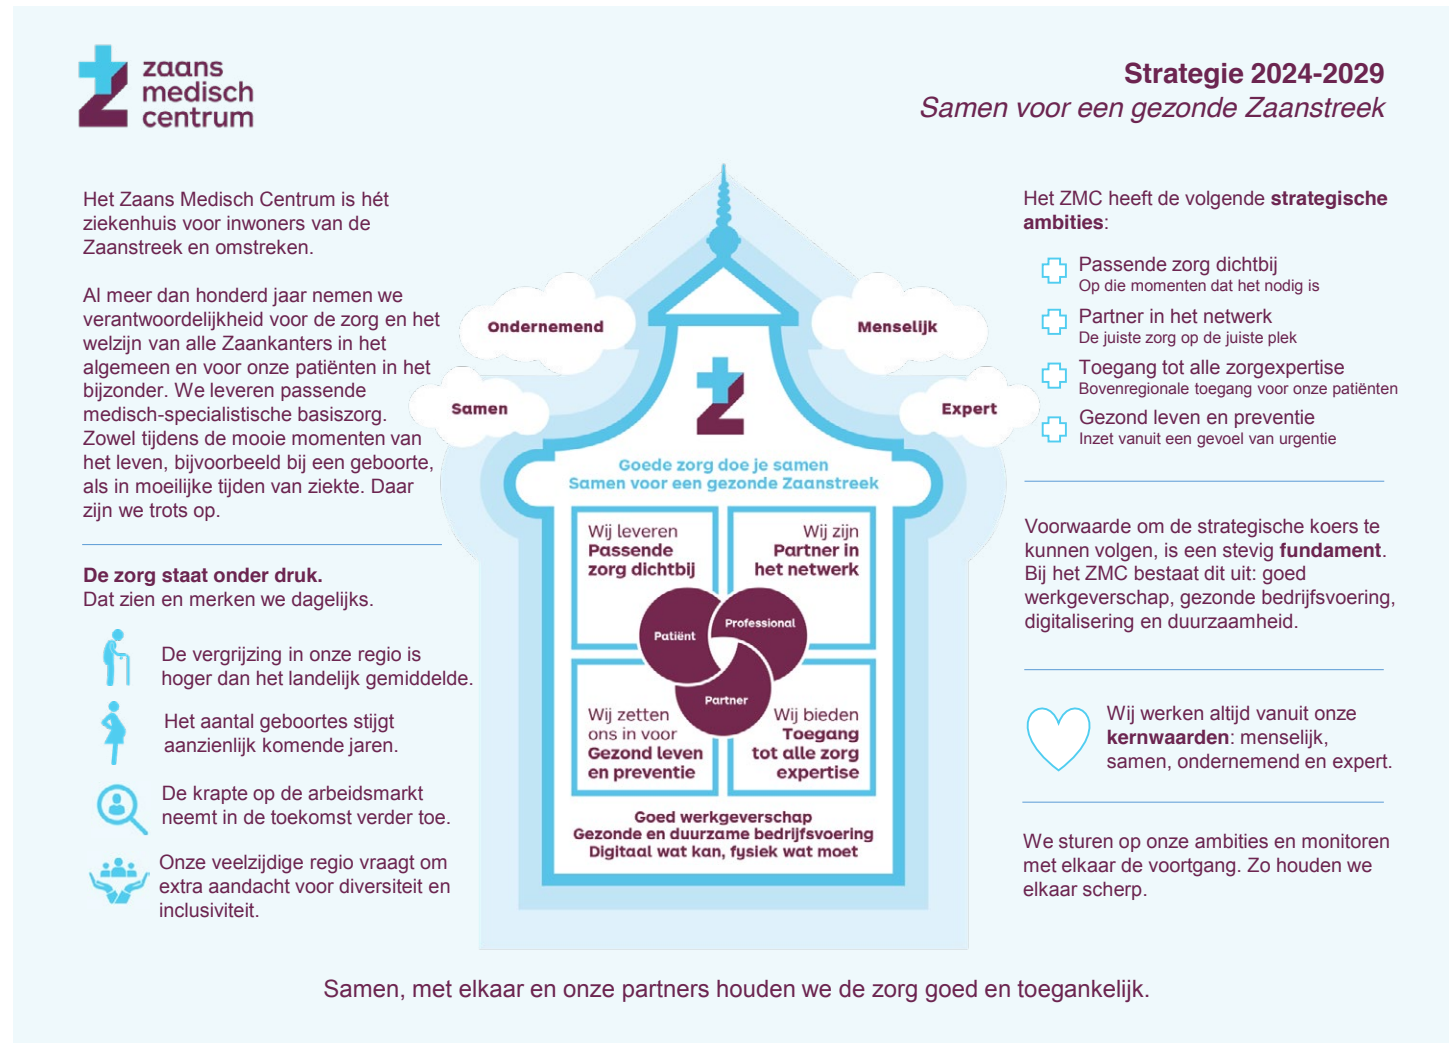 zaans
medisch
centrum
Strategie 2024-2029
Samen voor een gezonde Zaanstreek
Het Zaans Medisch Centrum is hét
ziekenhuis voor inwoners van de
Zaanstreek en omstreken.
Al meer dan honderd jaar nemen we
verantwoordelijkheid voor de zorg en het
welzijn van alle Zaankanters in het
algemeen en voor onze patiënten in het
bijzonder. We leveren passende
medisch-specialistische basiszorg.
Zowel tijdens de mooie momenten van
het leven, bijvoorbeeld bij een geboorte,
als in moeilijke tijden van ziekte. Daar
zijn we trots op.
De zorg staat onder druk.
Dat zien en merken we dagelijks.
De vergrijzing in onze regio is
hoger dan het landelijk gemiddelde.
Het aantal geboortes stijgt
aanzienlijk komende jaren.
De krapte op de arbeidsmarkt
neemt in de toekomst verder toe.
Onze veelzijdige regio vraagt om
extra aandacht voor diversiteit en
inclusiviteit.
Ondernemend
Menselijk
Samen
Expert
Goede zorg doe je samen
Samen voor een gezonde Zaanstreek
Wij leveren
Passende
zorg dichtbij
Wij zijn
Partner in
het netwerk
Patiënt
Professional
Partner
Wij zetten
ons in voor
Gezond leven
en preventie
Wij bieden
Toegang
tot alle zorg
expertise
Goed werkgeverschap
Gezonde en duurzame bedrijfsvoering
Digitaal wat kan, fysiek wat moet
Het ZMC heeft de volgende strategische
ambities:
Passende zorg dichtbij
Op die momenten dat het nodig is
Partner in het netwerk
De juiste zorg op de juiste plek
Toegang tot alle zorgexpertise
Bovenregionale toegang voor onze patiënten
Gezond leven en preventie
Inzet vanuit een gevoel van urgentie
Voorwaarde om de strategische koers te
kunnen volgen, is een stevig fundament.
Bij het ZMC bestaat dit uit: goed
werkgeverschap, gezonde bedrijfsvoering,
digitalisering en duurzaamheid.
Wij werken altijd vanuit onze
kernwaarden: menselijk,
samen, ondernemend en expert.
We sturen op onze ambities en monitoren
met elkaar de voortgang. Zo houden we
elkaar scherp.
Samen, met elkaar en onze partners houden we de zorg goed en toegankelijk.